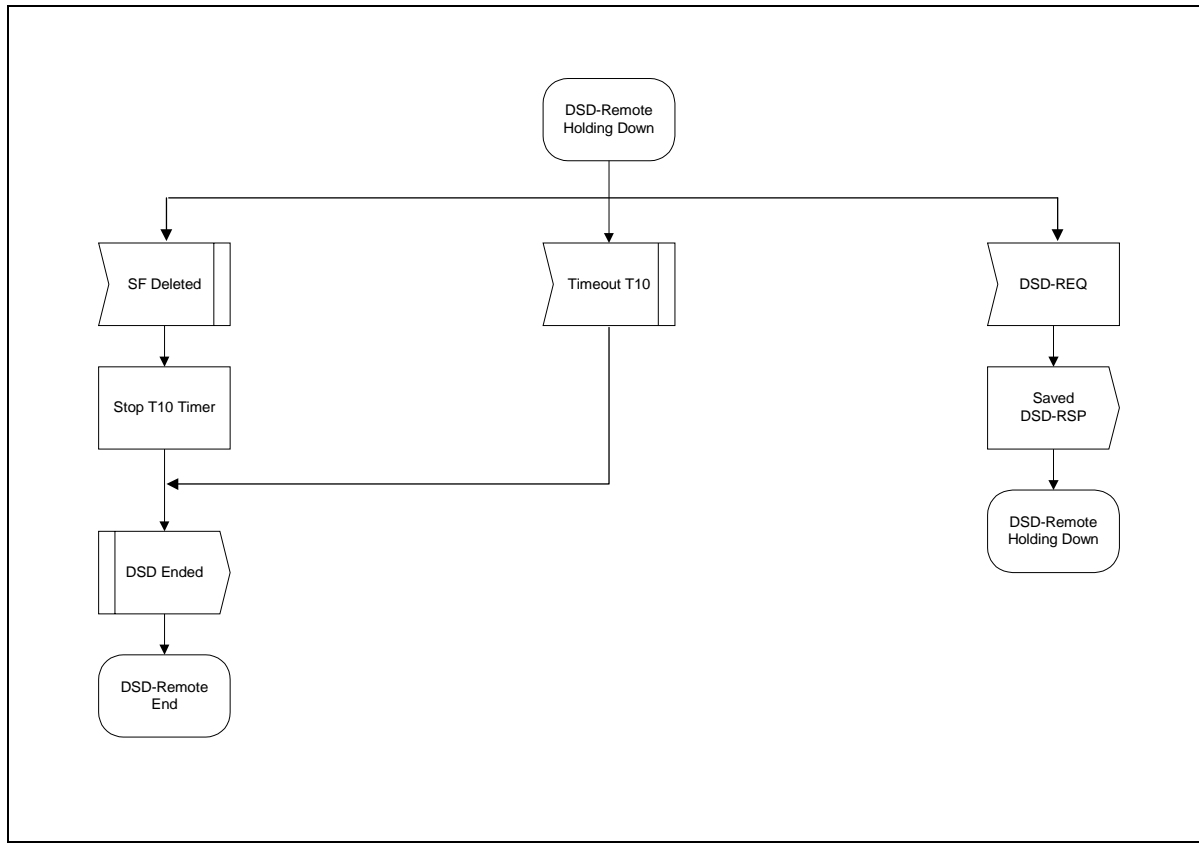 DSD-Remote
Holding Down
SF Deleted
Timeout T10
DSD-REQ
Stop T10 Timer
Saved
DSD-RSP
DSD-Remote
Holding Down
DSD Ended
DSD-Remote
End